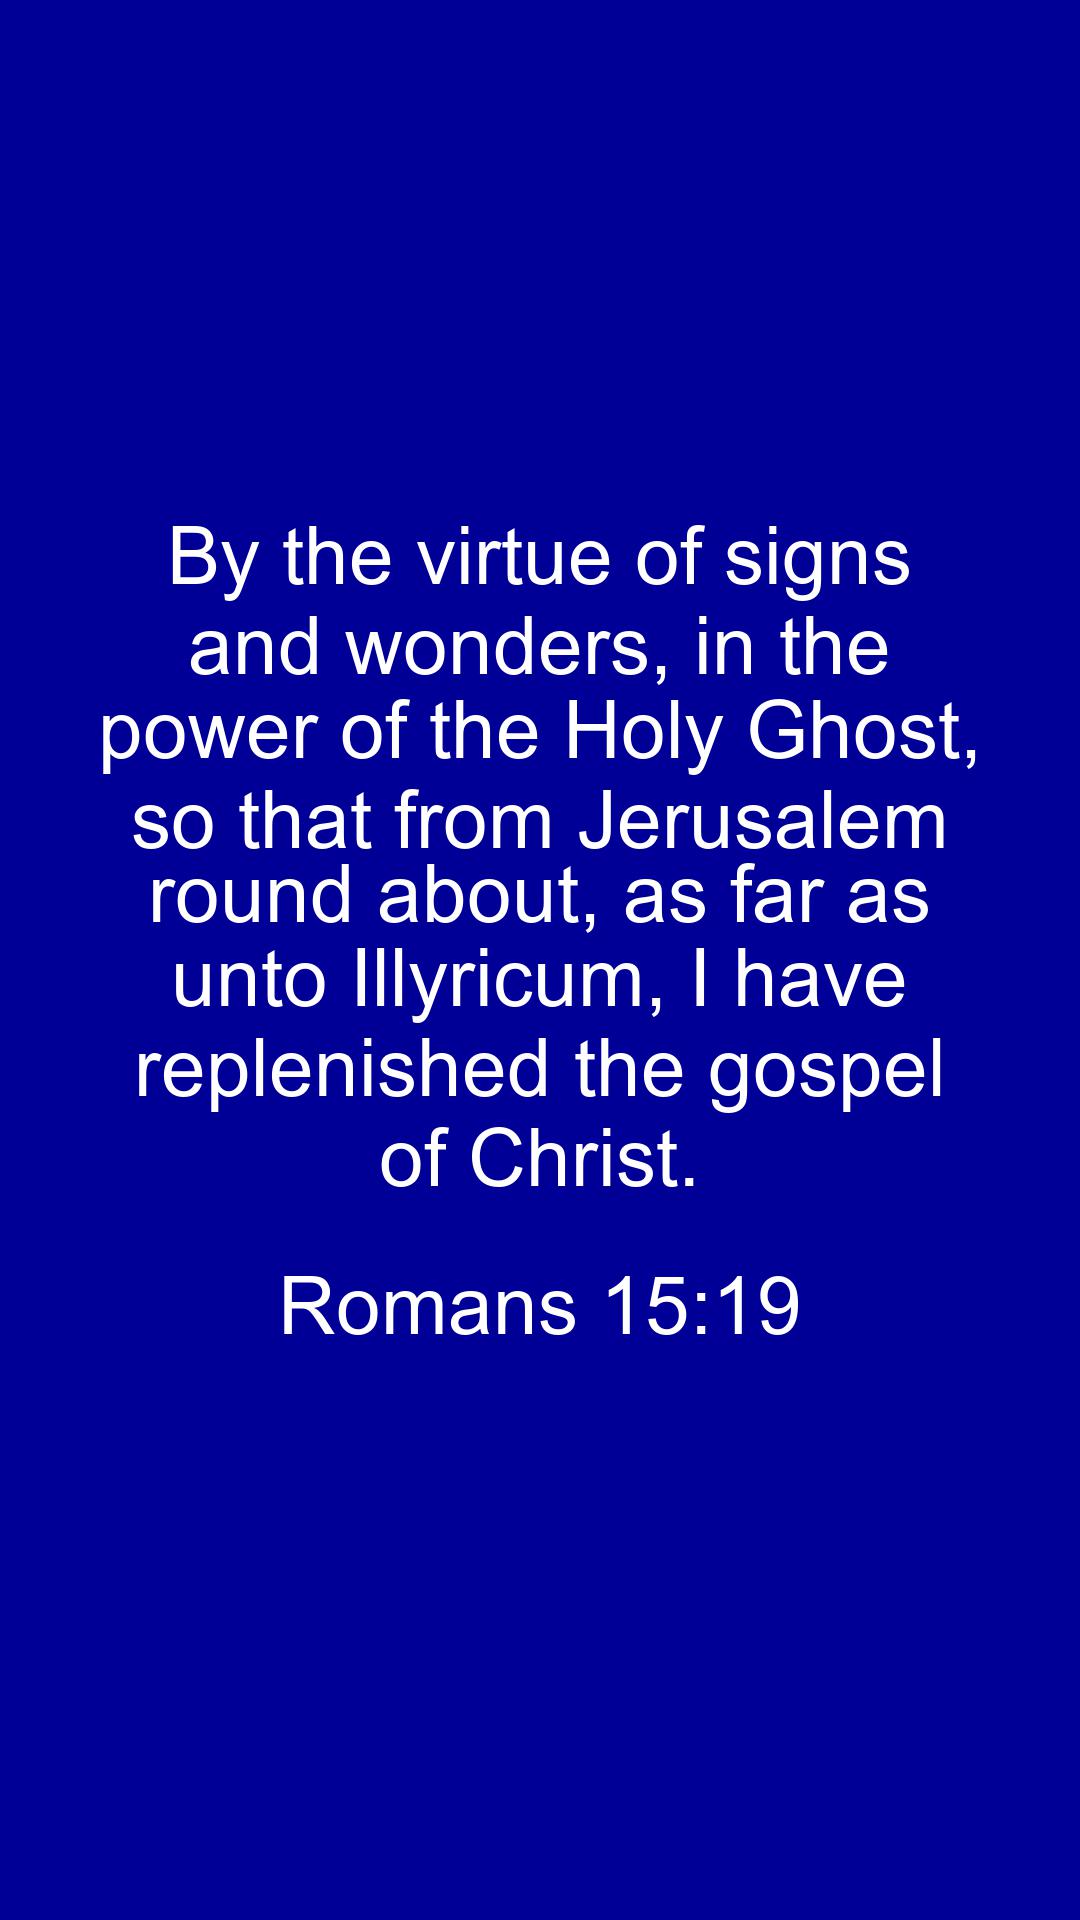 By the virtue of signs
and wonders, in the
power of the Holy Ghost,
so that from Jerusalem
round about, as far as
unto Illyricum, I have
replenished the gospel
of Christ.
Romans 15:19